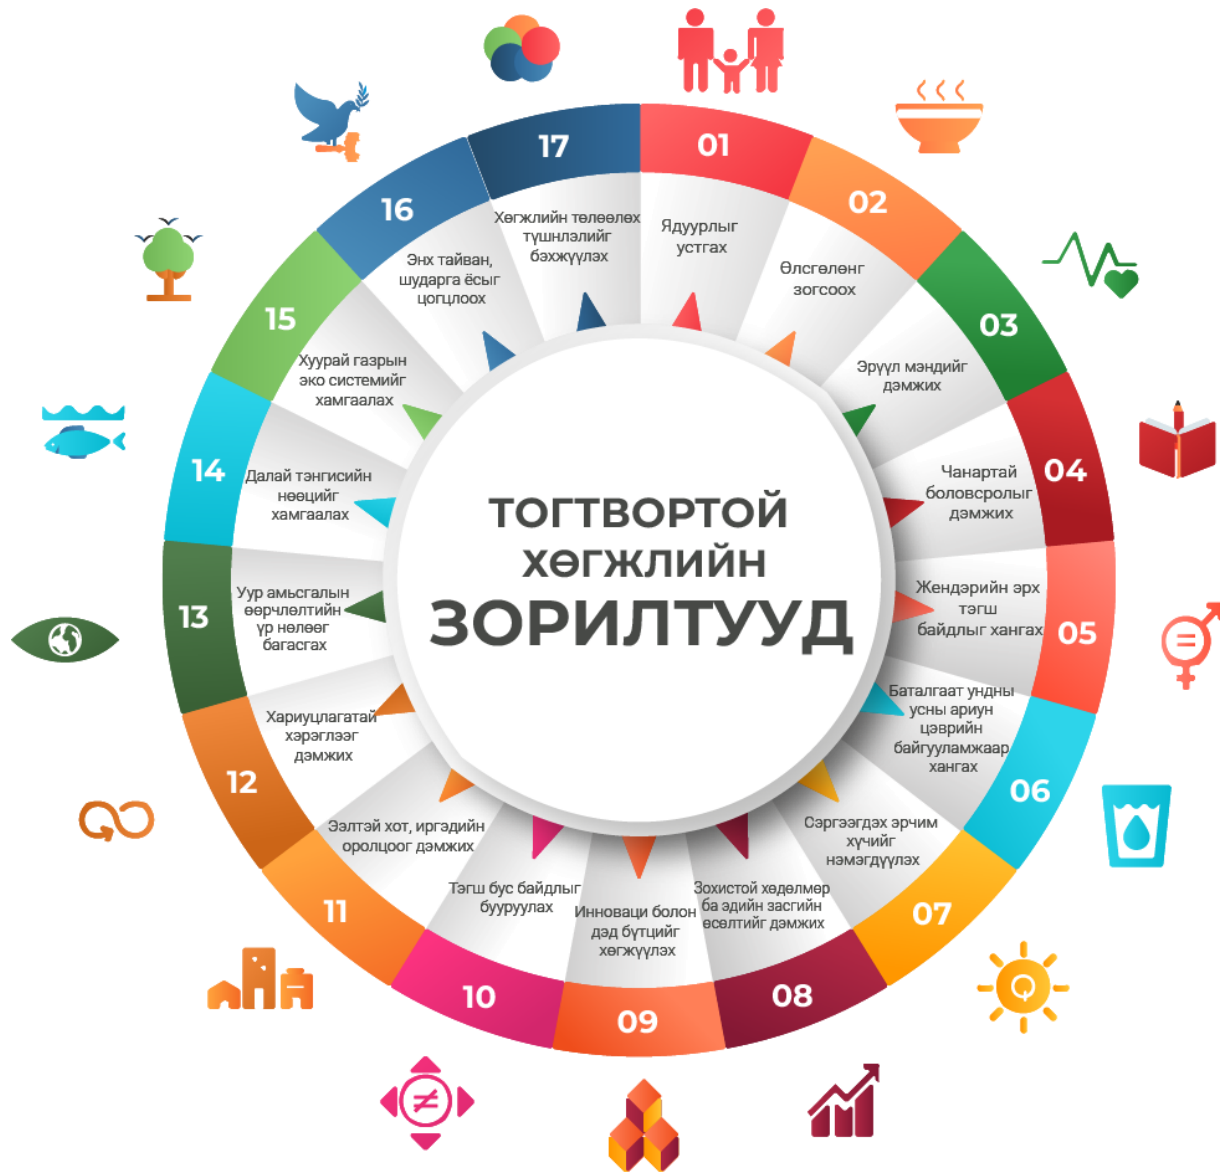 ТОГТВОРТОЙ
ХӨГЖЛИЙН
ЗОРИЛТУУД
01
Ядуурлыг
устгах
02
Өлсгөлөнг
зогсоох
03
Эрүүл мэндийг
дэмжих
04
Чанартай
боловсролыг
дэмжих
05
Жендэрийн эрх
тэгш
байдлыг хангах
06
Баталгаат ундны
усны ариун
цэврийн
байгууламжаар
хангах
07
Сэргээгдэх эрчим
хүчийг
нэмэгдүүлэх
08
Зохистой хөдөлмөр
ба эдийн засгийн
өсөлтийг дэмжих
09
Инноваци болон
дэд бүтцийг
хөгжүүлэх
10
Тэгш бус байдлыг
бууруулах
11
Ээлтэй хот, иргэдийн
оролцоог дэмжих
12
Хариуцлагатай
хэрэглээг
дэмжих
13
Уур амьсгалын
өөрчлөлтийн
үр нөлөөг
багасгах
14
Далай тэнгисийн
нөөцийг
хамгаалах
15
Хуурай газрын
эко системийг
хамгаалах
16
Энх тайван,
шударга ёсыг
цогцлоох
17
Хөгжлийн төлөөлөх
түшнлэлийг
бэхжүүлэх